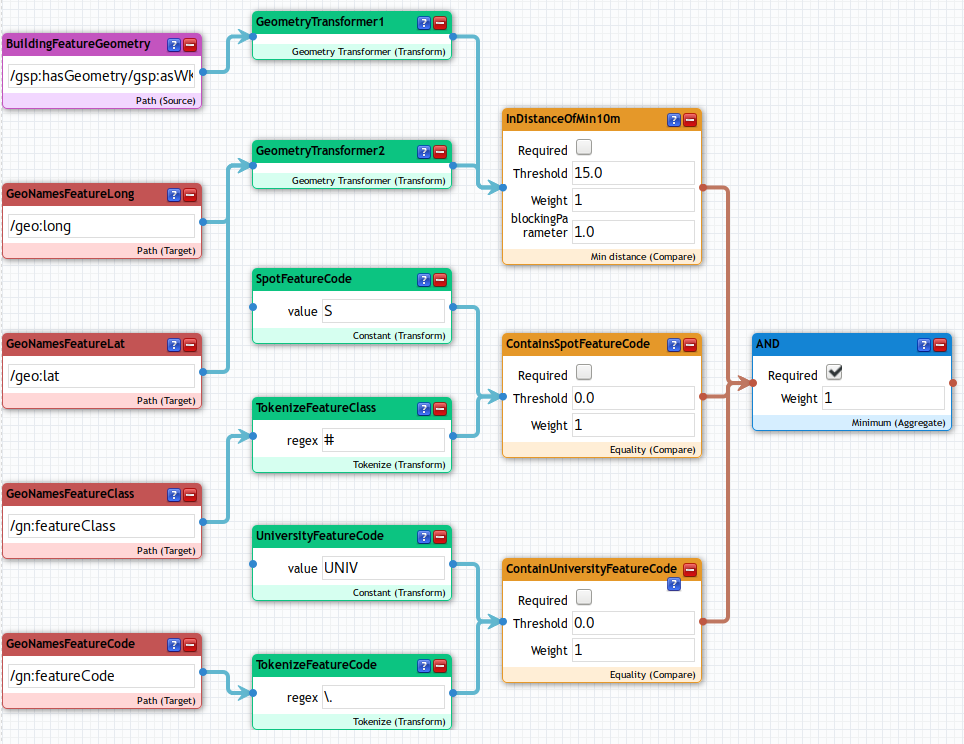 BuildingFeatureGeometry ?
/gsp:hasGeometry/gsp:asWK
Path (Source)
GeoNamesFeatureLong ?
/geo:long
Path (Target)
GeoNamesFeatureLat ?
/geo:lat
Path (Target)
GeoNamesFeatureClass ?
/gn:featureClass
Path (Target)
GeoNamesFeatureCode ?
/gn:featureCode
Path (Target)
GeometryTransformer1 ?
Geometry Transformer (Transform)
GeometryTransformer2 ?
Geometry Transformer (Transform)
SpotFeatureCode ?
value S
Constant (Transform)
TokenizeFeatureClass ?
regex #
Tokenize (Transform)
UniversityFeatureCode ?
value UNIV
Constant (Transform)
TokenizeFeatureCode ?
regex \.
Tokenize (Transform)
InDistanceOfMin10m ?
Required
Threshold 15.0
Weight 1
blockingPa
rameter 1.0
Min distance (Compare)
ContainsSpotFeatureCode ?
Required
Threshold 0.0
Weight 1
Equality (Compare)
ContainUniversityFeatureCode
?
Required
Threshold 0.0
Weight 1
Equality (Compare)
AND ?
Required
Weight 1
Minimum (Aggregate)